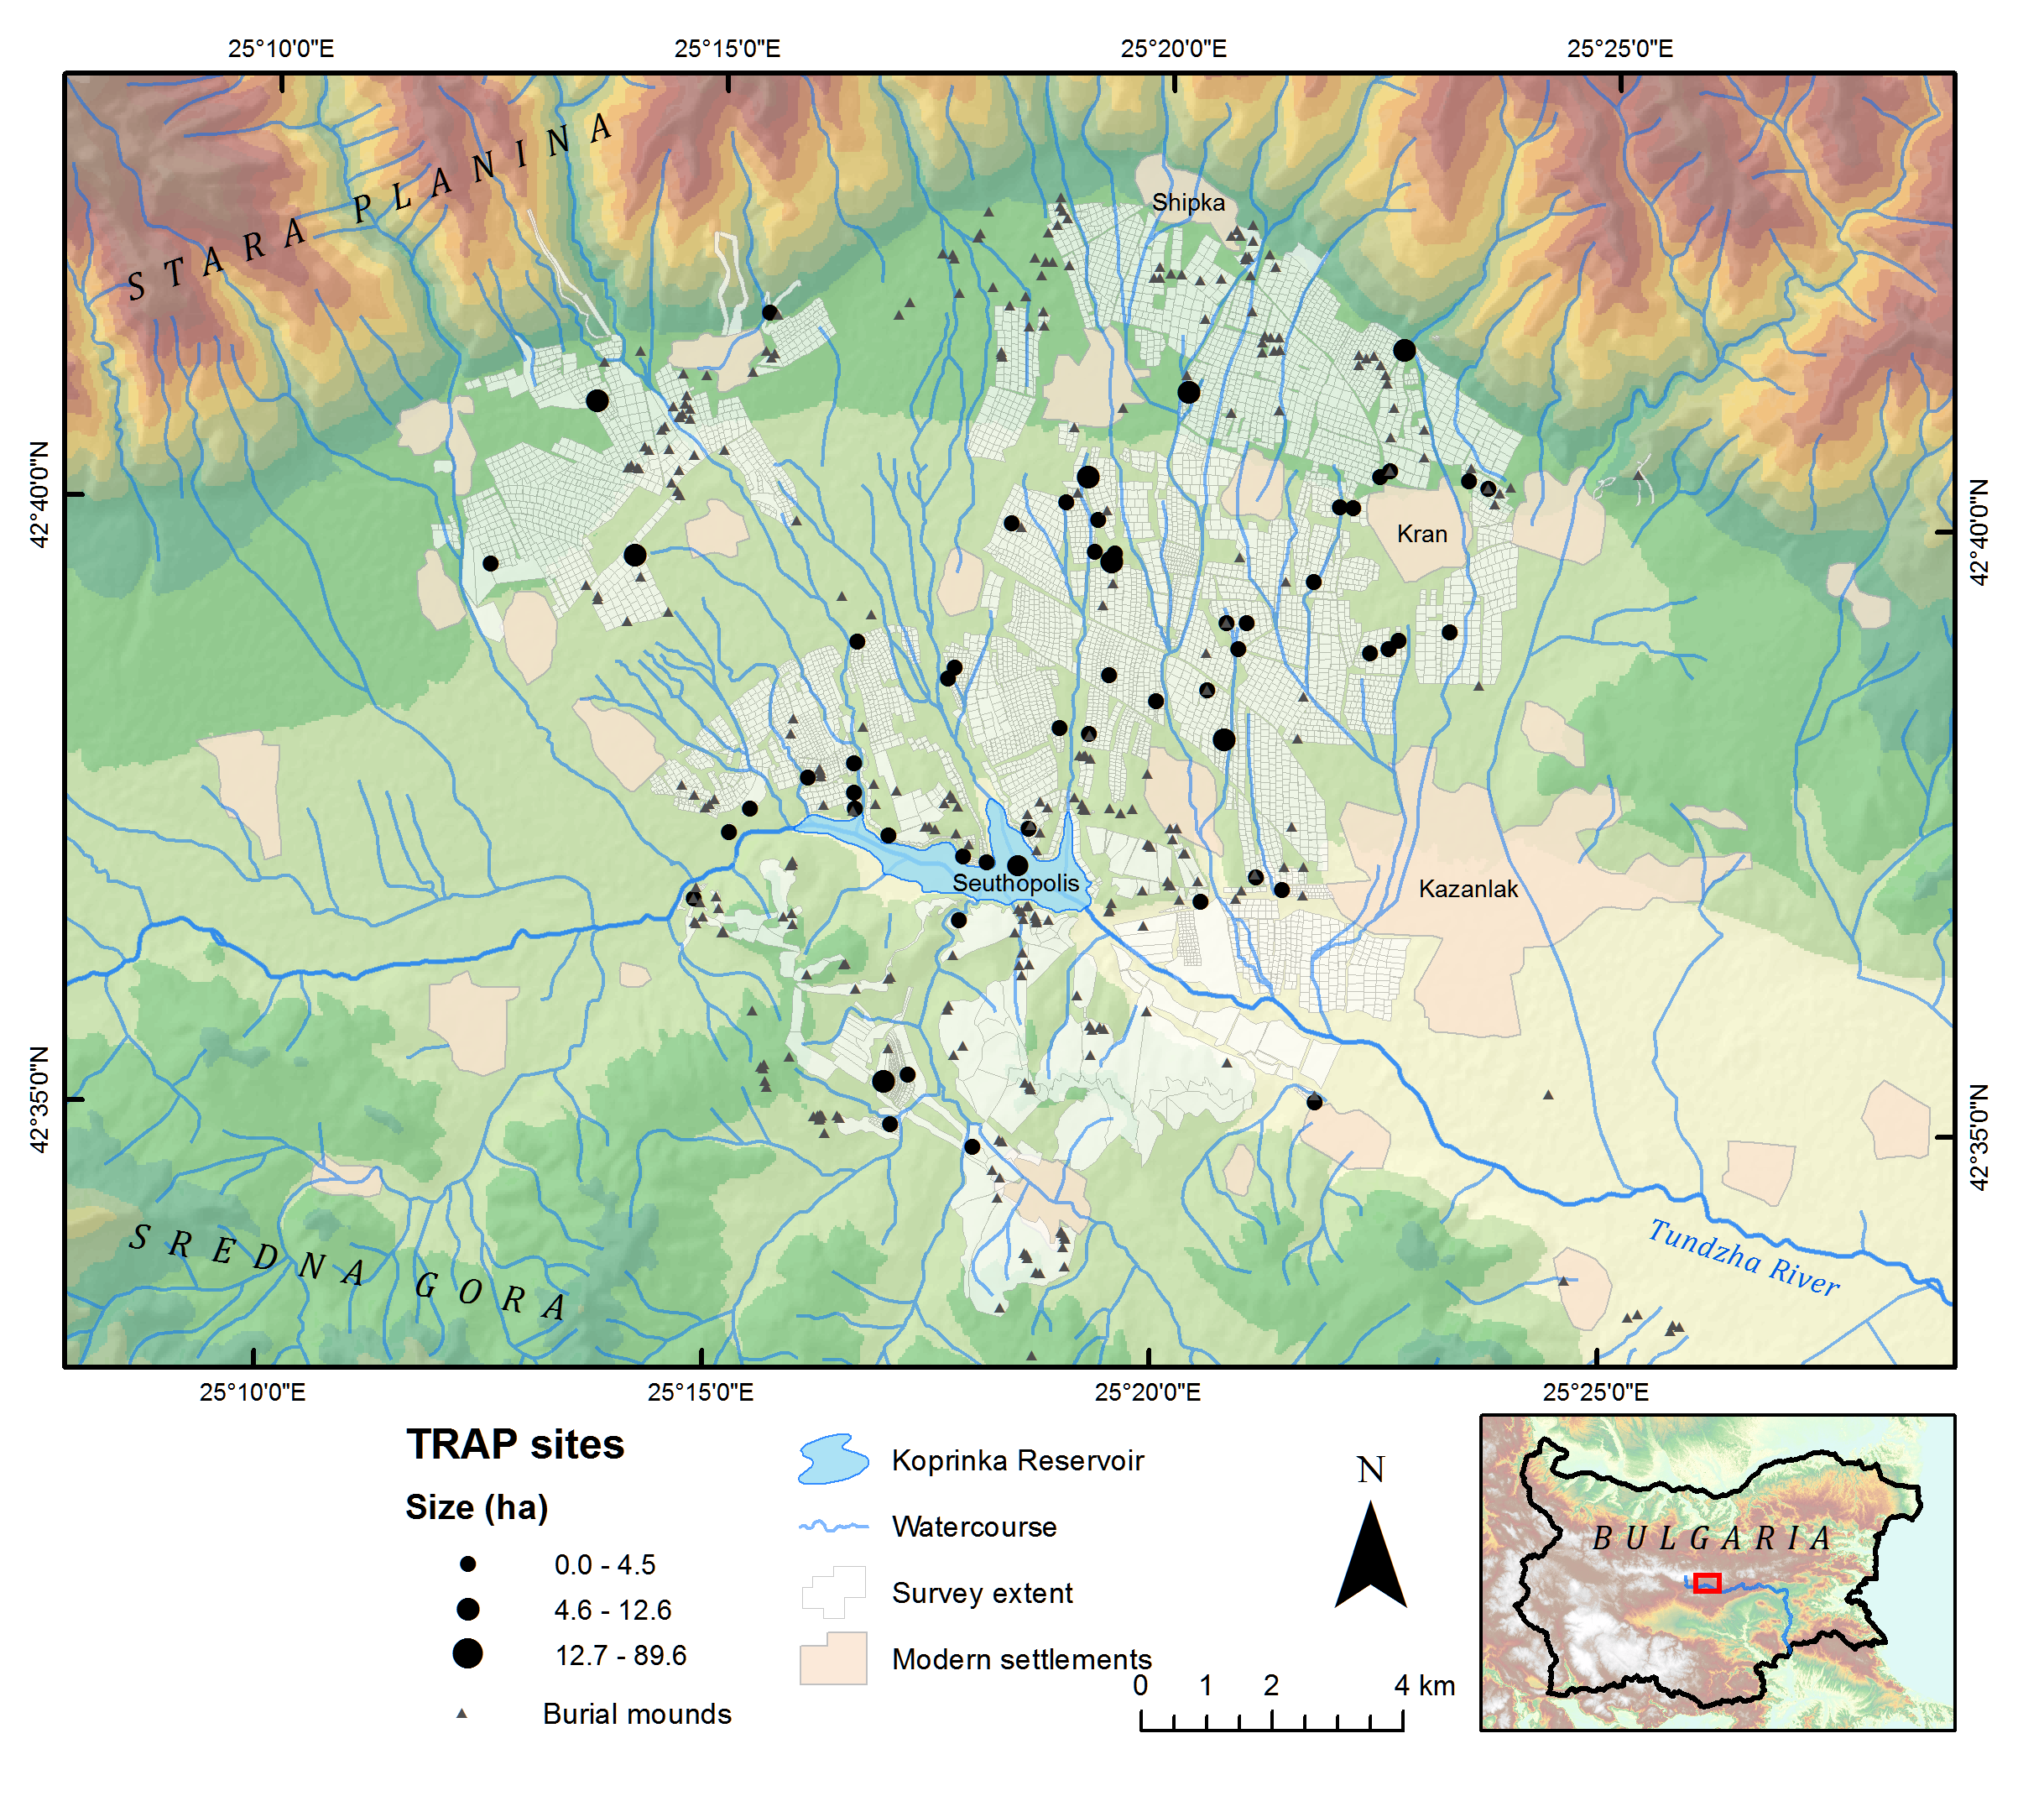 25°10'0"E 25°15'0"E 25°20'0"E 25°25'0"E
STARA PLANINA
Shipka
42°40'0"N
42°40'0"N
Kran
Seuthopolis
Kazanlak
42°35'0"N
42°35'0"N
SREDNA GORA
Tundzha River
25°10'0"E 25°15'0"E 25°20'0"E 25°25'0"E
TRAP sites
Size (ha)
0.0 - 4.5
4.6 - 12.6
12.7 - 89.6
Burial mounds
Koprinka Reservoir
Watercourse
Survey extent
Modern settlements
N
0 1 2 4 km
BULGARIA